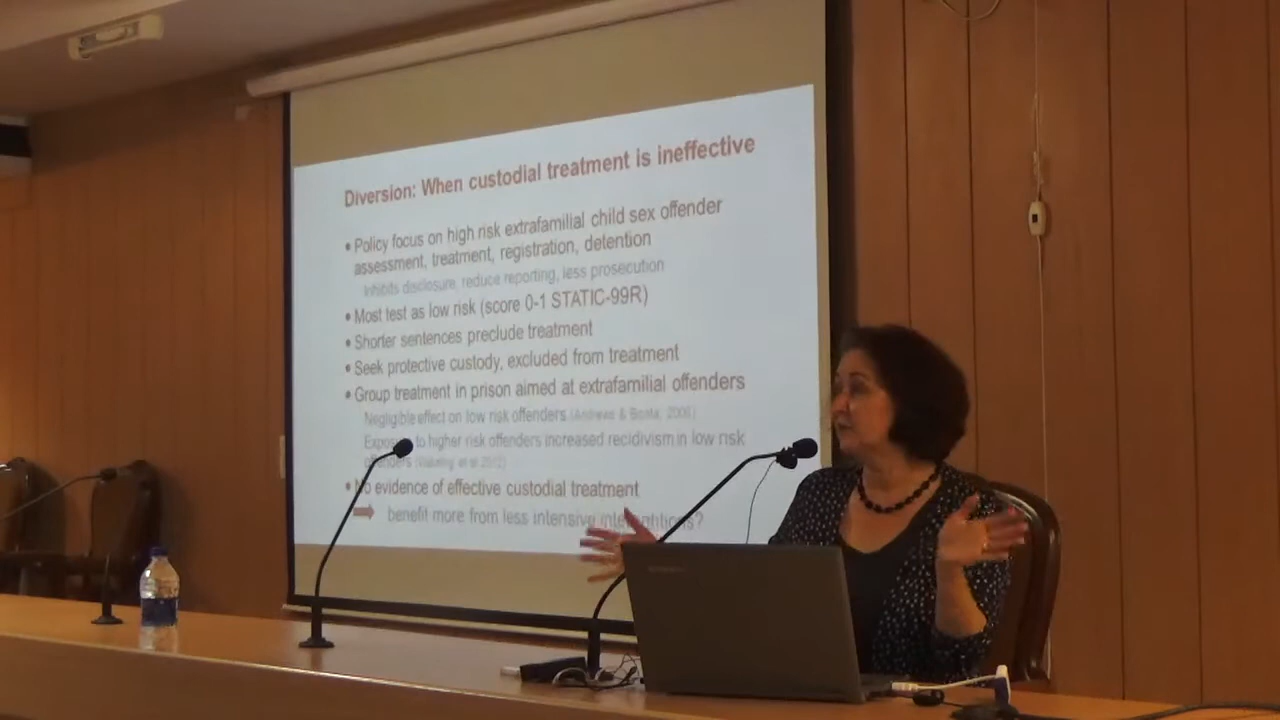 Diversion: When custodial treatment is ineffective
• Policy focus on high risk extrafamilial child sex offender
assessment, treatment, registration, detention
Inhibits disclosure, reduce reporting, less prosecution
• Most test as low risk (score 0-1 STATIC-99R)
• Shorter sentences preclude treatment
• Seek protective custody, excluded from treatment
• Group treatment in prison aimed at extrafamilial offenders
Negligible effect on low risk offenders (Andrews & Bonta, 2006)
to higher risk offenders increased recidivism in low risk
offenders
• No evidence of effective custodial treatment
benefit more from less intensive interventions?